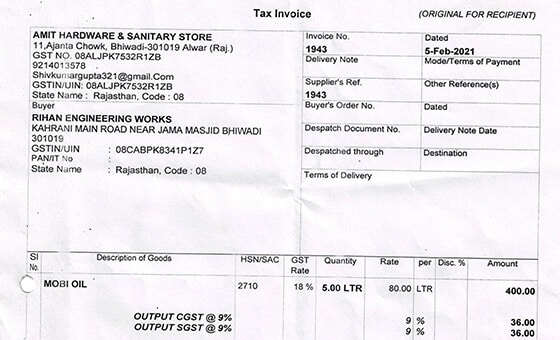 Tax Invoice
(ORIGINAL FOR RECIPIENT)
AMIT HARDWARE & SANITARY STORE
11,Ajanta Chowk, Bhiwadi-301019 Alwar (Raj.)
GST NO. 08ALJPK7532R1ZB
9214013578
Shivkumargupta321@gmail.Com
GSTIN/UIN: 08ALJPK7532R1ZB
State Name : Rajasthan, Code : 08
Buyer
RIHAN ENGINEERING WORKS
KAHRANI MAIN ROAD NEAR JAMA MASJID BHIWADI
301019
GSTIN/UIN : 08CABPK8341P1Z7
PAN/IT No :
State Name : Rajasthan, Code : 08
Invoice No. Dated
1943 5-Feb-2021
Delivery Note Mode/Terms of Payment
Supplier's Ref. Other Reference(s)
1943
Buyer's Order No. Dated
Despatch Document No. Delivery Note Date
Despatched through Destination
Terms of Delivery
SI No. Description of Goods HSN/SAC GST Rate Quantity Rate per Disc. % Amount
MOBI OIL 2710 18 % 5.00 LTR 80.00 LTR 400.00
OUTPUT CGST @ 9% 9 % 36.00
OUTPUT SGST @ 9% 9 % 36.00